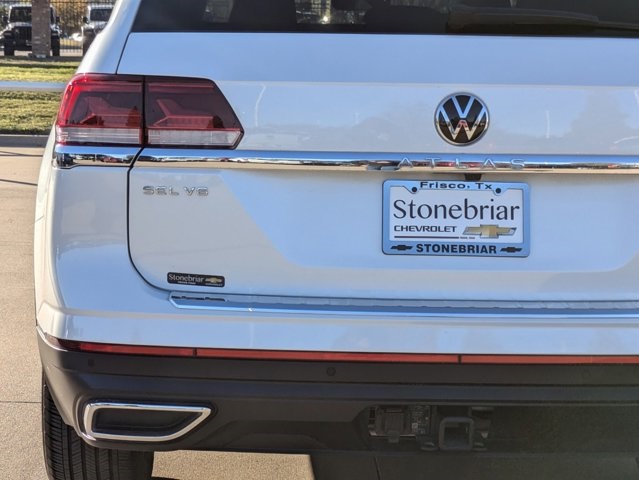 ATLAS
SEL V6
Frisco, Tx
Stonebriar
CHEVROLET
STONEBRIAR
Stonebriar